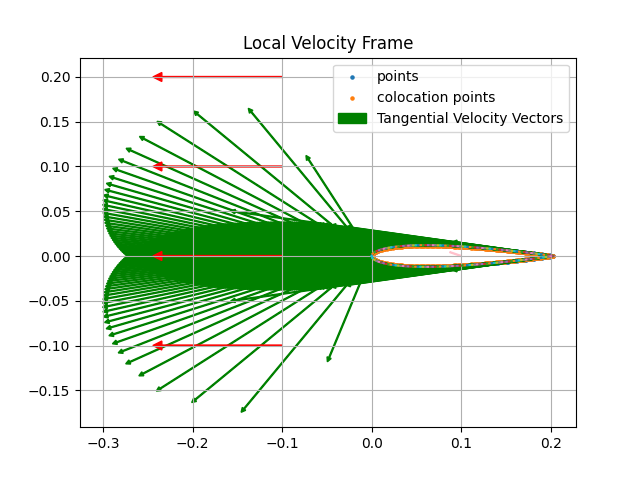 Local Velocity Frame
points
colocation points
Tangential Velocity Vectors
0.20
0.15
0.10
0.05
0.00
−0.05
−0.10
−0.15
−0.3 −0.2 −0.1 0.0 0.1 0.2